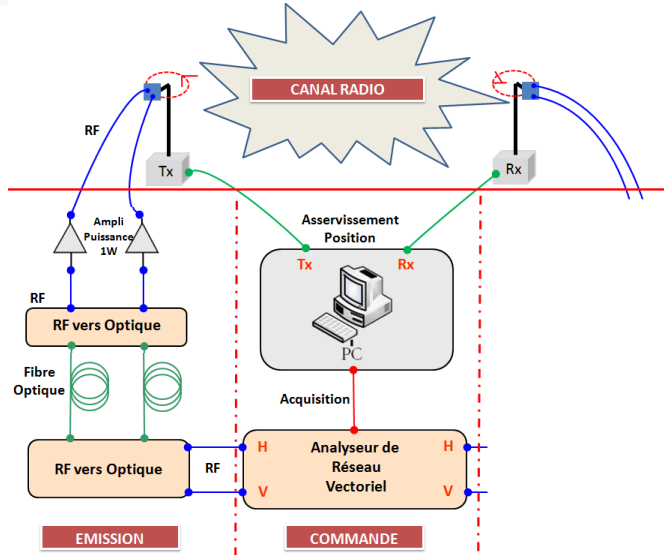 CANAL RADIO
RF
Tx
Rx
Ampli
Puissance
1W
Asservissement
Position
Tx
Rx
RF
RF vers Optique
PC
Fibre
Optique
Acquisition
RF vers Optique
RF
H
V
Analyseur de
Réseau
Vectoriel
H
V
EMISSION
COMMANDE